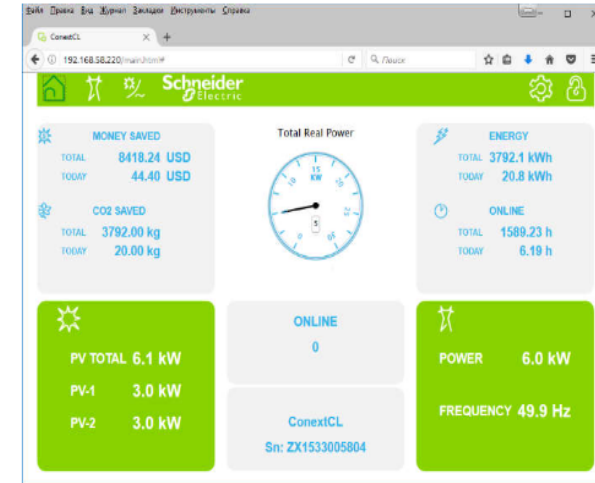 Файл Правка Вид Журнал Закладки Инструменты Справка
ConextCL
192.168.58.220/main.html#
Поиск
Schneider
Electric
MONEY SAVED
TOTAL 8418.24 USD
TODAY 44.40 USD
CO2 SAVED
TOTAL 3792.00 kg
TODAY 20.00 kg
Total Real Power
15
KW
5
ENERGY
TOTAL 3792.1 kWh
TODAY 20.8 kWh
ONLINE
TOTAL 1589.23 h
TODAY 6.19 h
PV TOTAL 6.1 kW
PV-1 3.0 kW
PV-2 3.0 kW
ONLINE
0
ConextCL
Sn: ZX1533005804
POWER 6.0 kW
FREQUENCY 49.9 Hz